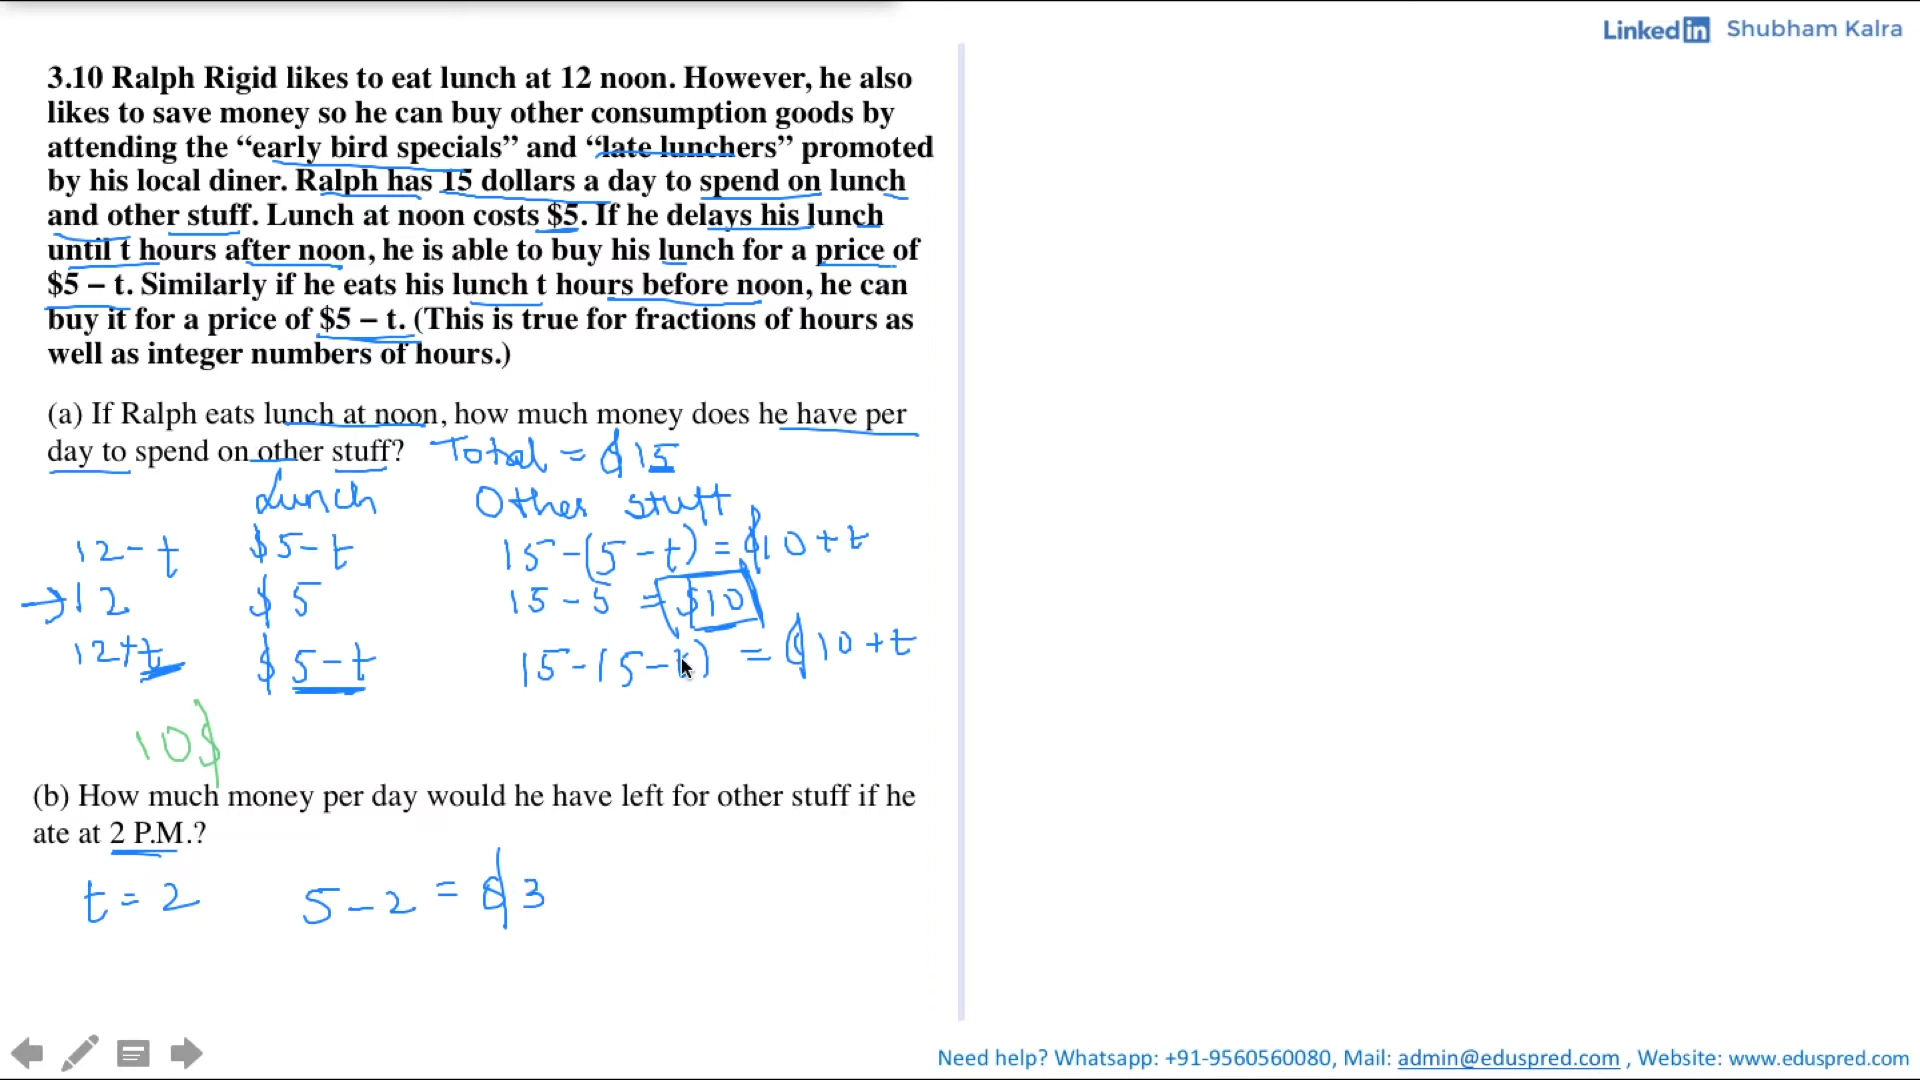 Linked in Shubham Kalra
3.10 Ralph Rigid likes to eat lunch at 12 noon. However, he also
likes to save money so he can buy other consumption goods by
attending the “early bird specials” and “late lunchers” promoted
by his local diner. Ralph has 15 dollars a day to spend on lunch
and other stuff. Lunch at noon costs $5. If he delays his lunch
until t hours after noon, he is able to buy his lunch for a price of
$5 – t. Similarly if he eats his lunch t hours before noon, he can
buy it for a price of $5 – t. (This is true for fractions of hours as
well as integer numbers of hours.)
(a) If Ralph eats lunch at noon, how much money does he have per
day to spend on other stuff? Total = $15
Lunch Other stuff
12-t $5-t 15-(5-t) = $10+t
→12 $5 15-5 = $10
12+t $5-t 15-(5-t) = $10+t
10$
(b) How much money per day would he have left for other stuff if he
ate at 2 P.M.?
t=2 5-2 = $3
Need help? Whatsapp: +91-9560560080, Mail: admin@eduspred.com , Website: www.eduspred.com